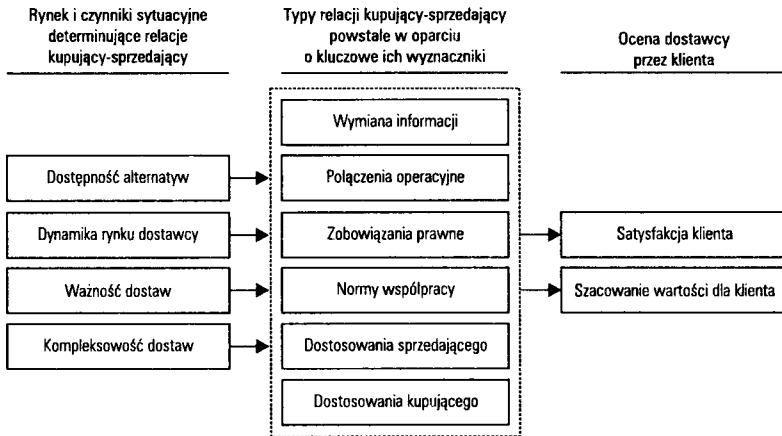 Rynek i czynniki sytuacyjne
determinujące relacje
kupujący-sprzedający
Typy relacji kupujący-sprzedający
powstałe w oparciu
o kluczowe ich wyznaczniki
Ocena dostawcy
przez klienta
Dostępność alternatyw
Dynamika rynku dostawcy
Ważność dostaw
Kompleksowość dostaw
Wymiana informacji
Połączenia operacyjne
Zobowiązania prawne
Normy współpracy
Dostosowania sprzedającego
Dostosowania kupującego
Satysfakcja klienta
Szacowanie wartości dla klienta